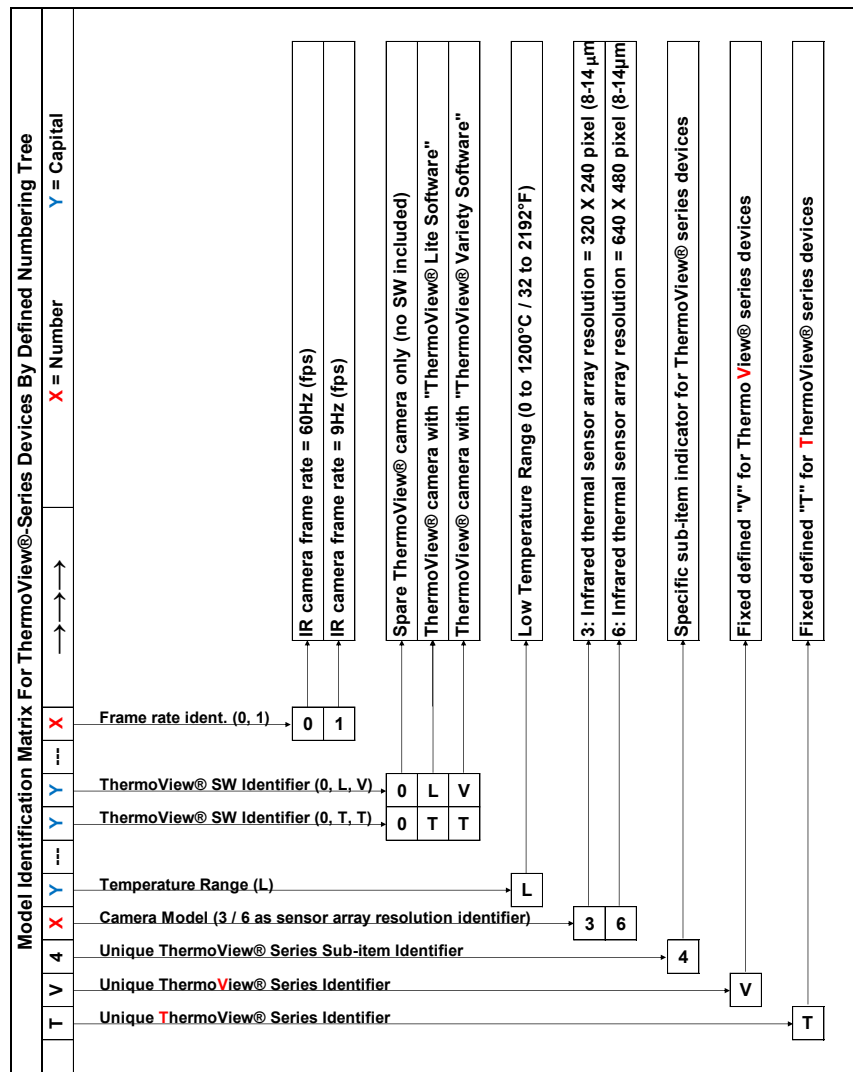 Model Identification Matrix For ThermoView®-Series Devices By Defined Numbering Tree
T V 4 X Y --- Y Y --- X →→→ X = Number Y = Capital
IR camera frame rate = 60Hz (fps)
IR camera frame rate = 9Hz (fps)
Spare ThermoView® camera only (no SW included)
ThermoView® camera with "ThermoView® Lite Software"
ThermoView® camera with "ThermoView® Variety Software"
Low Temperature Range (0 to 1200°C / 32 to 2192°F)
3: Infrared thermal sensor array resolution = 320 X 240 pixel (8-14 µm
6: Infrared thermal sensor array resolution = 640 X 480 pixel (8-14µm
Specific sub-item indicator for ThermoView® series devices
Fixed defined "V" for ThermoView® series devices
Fixed defined "T" for ThermoView® series devices
Frame rate ident. (0, 1)
0 1
ThermoView® SW Identifier (0, L, V)
0 L V
ThermoView® SW Identifier (0, T, T)
0 T T
Temperature Range (L)
L
Camera Model (3 / 6 as sensor array resolution identifier)
3 6
Unique ThermoView® Series Sub-item Identifier
4
Unique ThermoView® Series Identifier
V
Unique ThermoView® Series Identifier
T